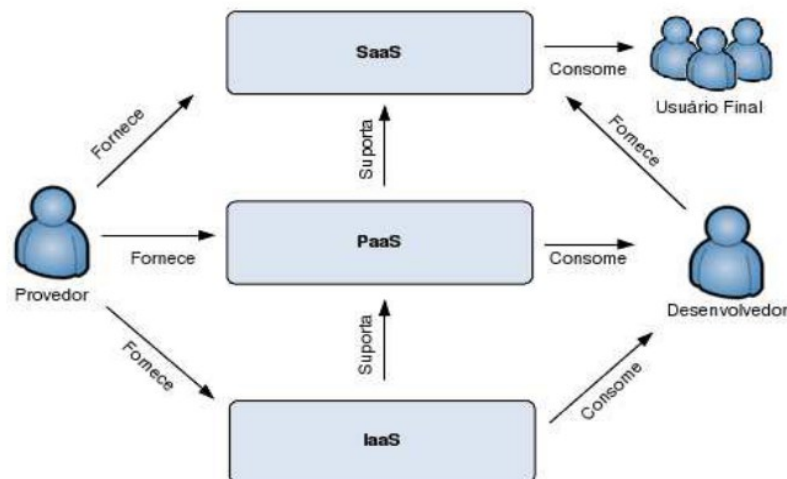 SaaS
Consome
Usuário Final
Fornece
Suporta
Fornece
PaaS
Fornece
Consome
Provedor
Desenvolvedor
Fornece
Suporta
Consome
IaaS